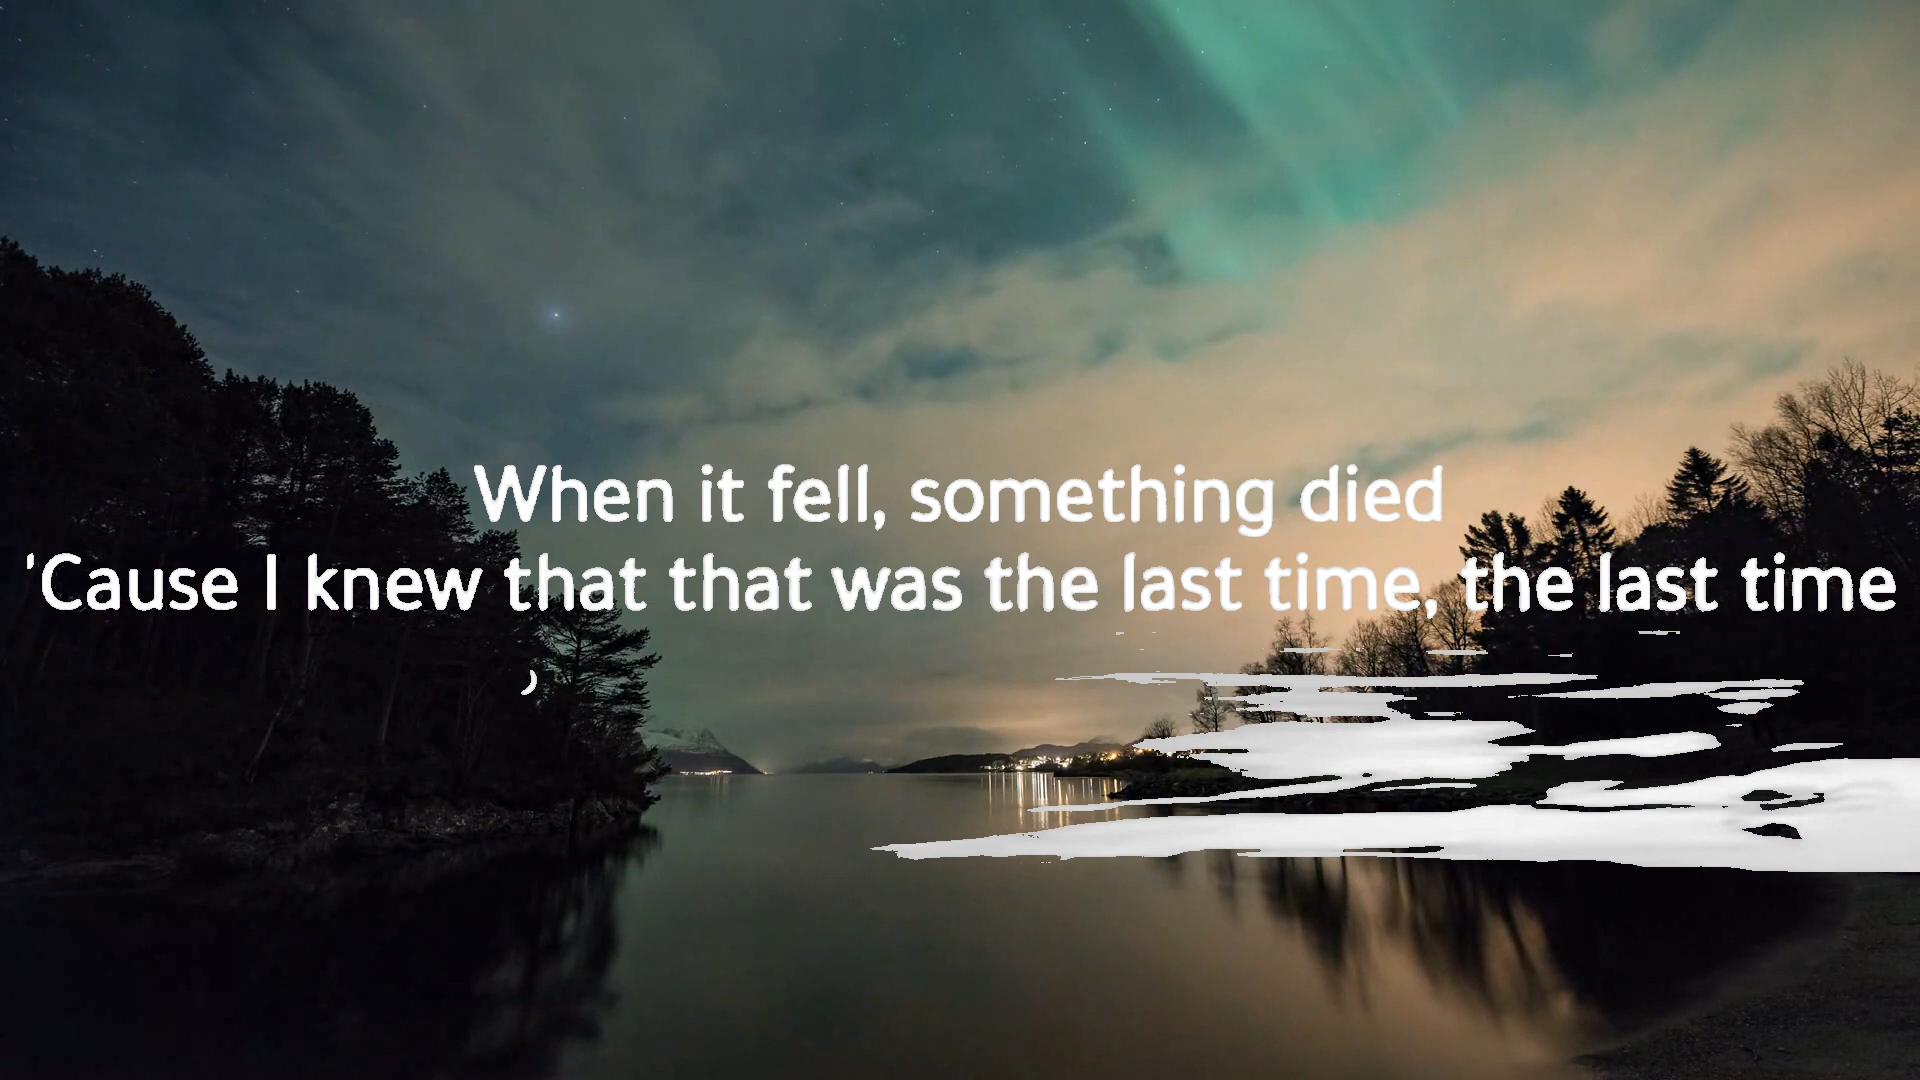 When it fell, something died
'Cause I knew that that was the last time, the last time